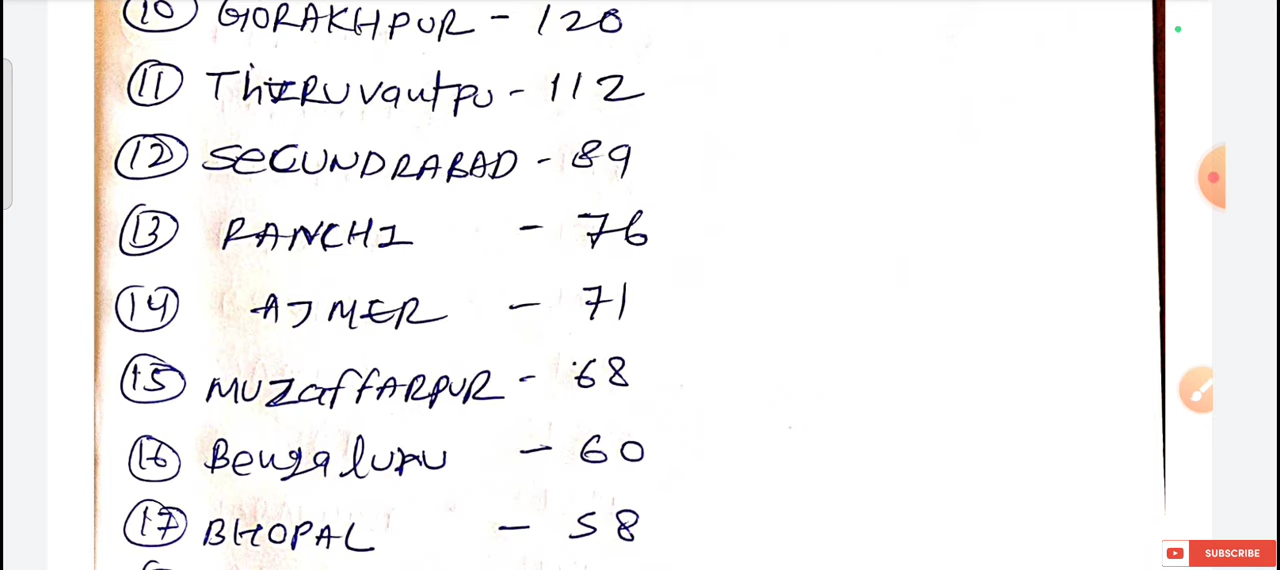 10 GORAKHPUR - 120
11 ThIRUVantpu - 112
12 SECUNDRABAD - 89
13 RANCHI - 76
14 AJMER - 71
15 MUZaffARPUR - 68
16 Bengaluru - 60
17 BHOPAL - 58
SUBSCRIBE